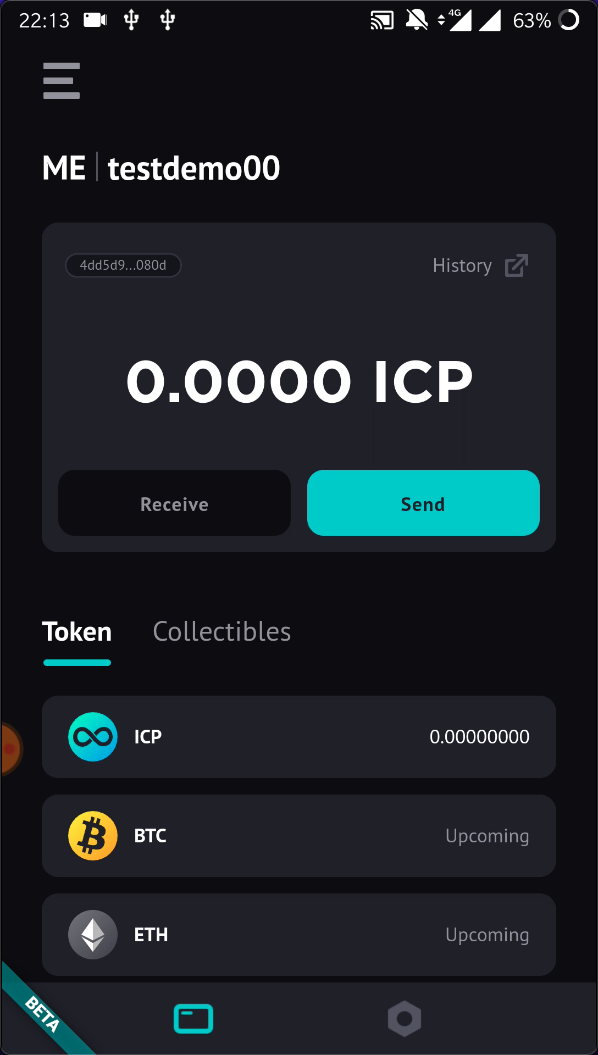 22:13 4G 63%
ME testdemo00
4dd5d9...080d History
0.0000 ICP
Receive Send
Token Collectibles
ICP 0.00000000
BTC Upcoming
ETH Upcoming
BETA